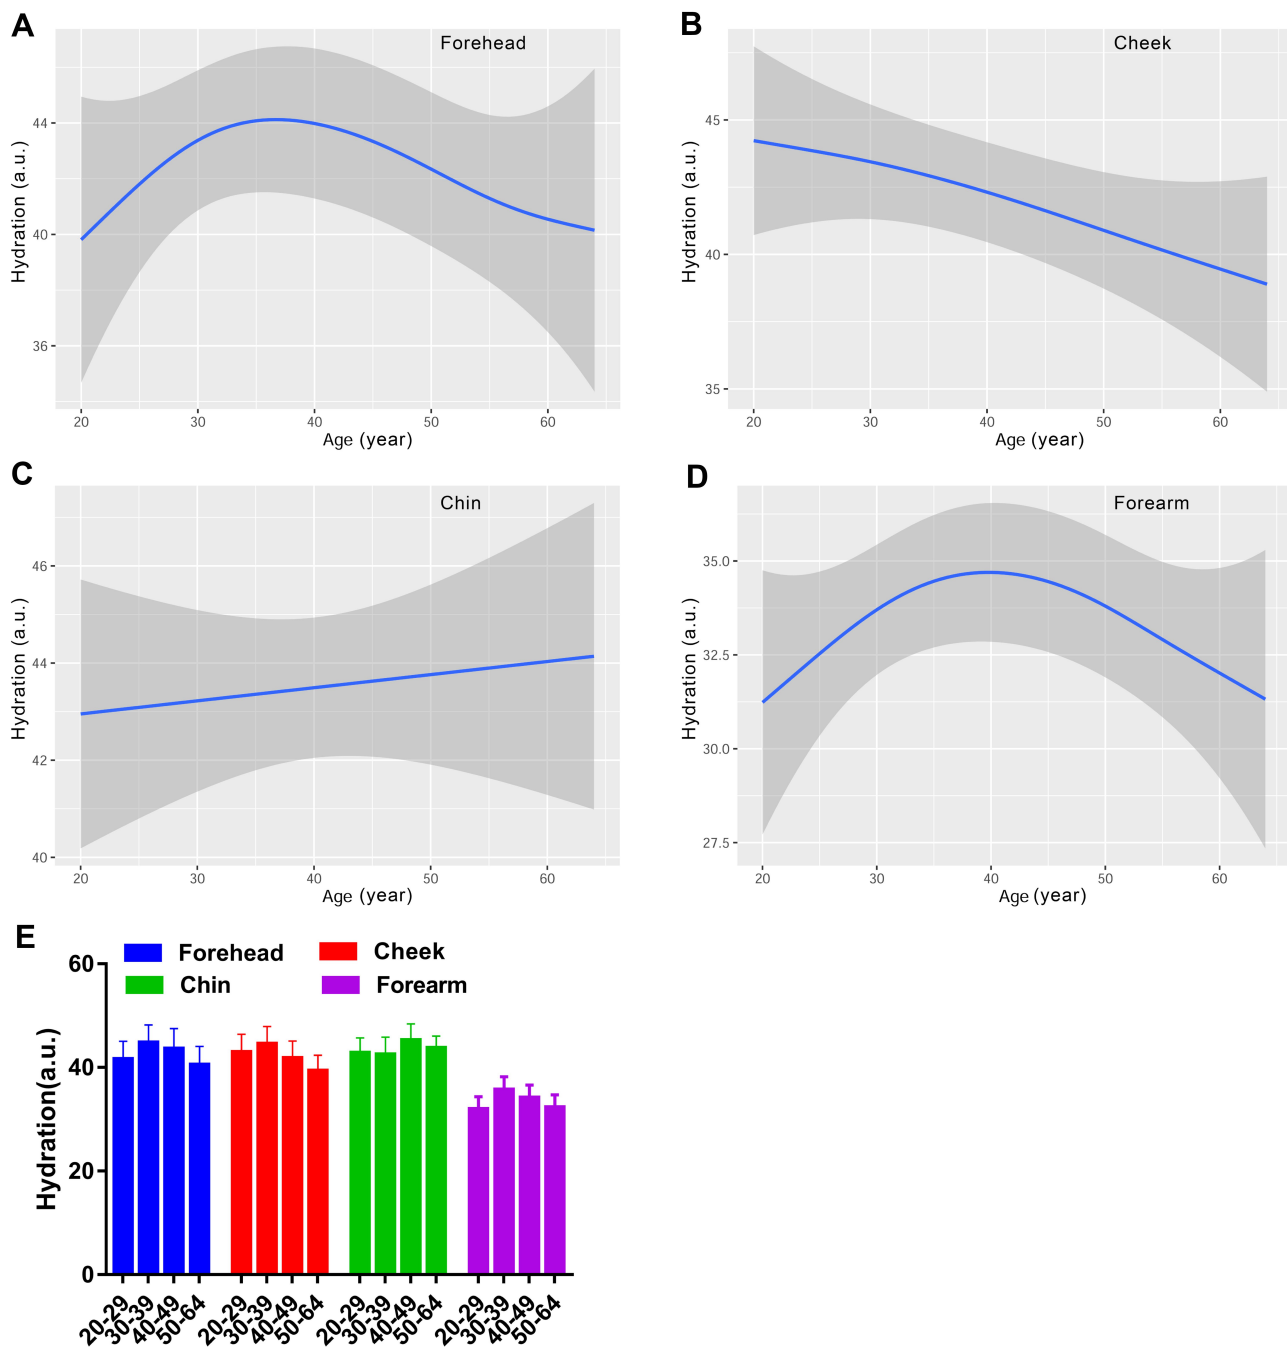 A
Forehead
Hydration (a.u.)
44
40
36
20 30 40 50 60
Age (year)
B
Cheek
Hydration (a.u.)
45
40
35
20 30 40 50 60
Age (year)
C
Chin
Hydration (a.u.)
46
44
42
40
20 30 40 50 60
Age (year)
D
Forearm
Hydration (a.u.)
35.0
32.5
30.0
27.5
20 30 40 50 60
Age (year)
E
Forehead Cheek
Chin Forearm
Hydration(a.u.)
60
40
20
0
20-29 30-39 40-49 50-64 20-29 30-39 40-49 50-64 20-29 30-39 40-49 50-64 20-29 30-39 40-49 50-64